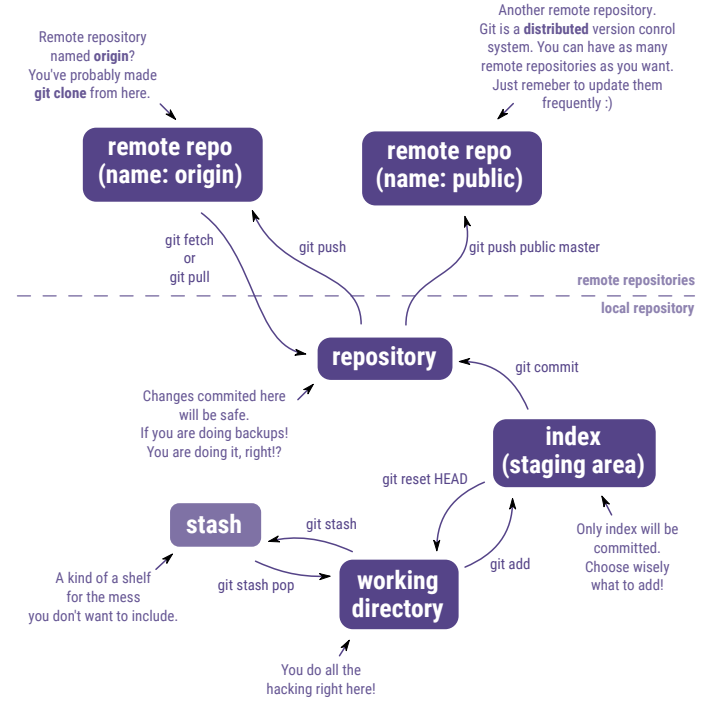 Remote repository
named origin?
You've probably made
git clone from here.
Another remote repository.
Git is a distributed version conrol
system. You can have as many
remote repositories as you want.
Just remeber to update them
frequently :)
remote repo
(name: origin)
remote repo
(name: public)
git fetch
or
git pull
git push
git push public master
remote repositories
local repository
repository
git commit
Changes commited here
will be safe.
If you are doing backups!
You are doing it, right!?
index
(staging area)
git reset HEAD
stash
git stash
git add
Only index will be
committed.
Choose wisely
what to add!
A kind of a shelf
for the mess
you don't want to include.
git stash pop
working
directory
You do all the
hacking right here!